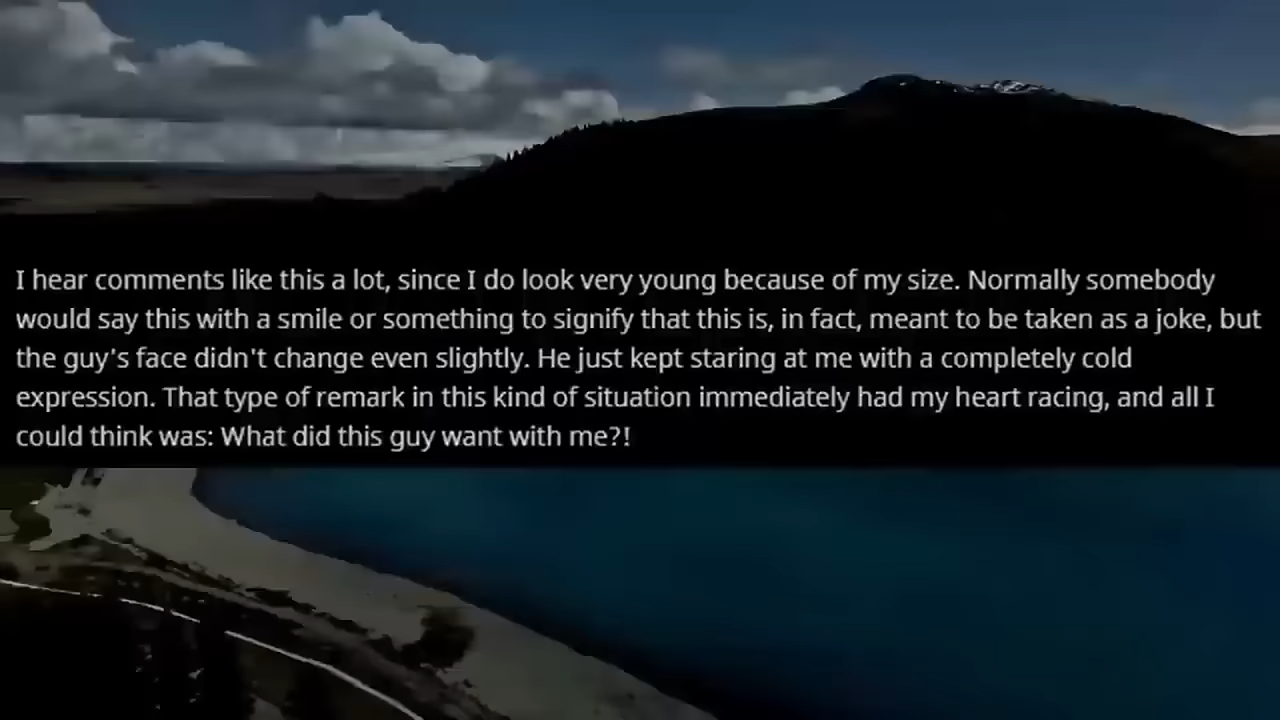 I hear comments like this a lot, since I do look very young because of my size. Normally somebody
would say this with a smile or something to signify that this is, in fact, meant to be taken as a joke, but
the guy's face didn't change even slightly. He just kept staring at me with a completely cold
expression. That type of remark in this kind of situation immediately had my heart racing, and all I
could think was: What did this guy want with me?!